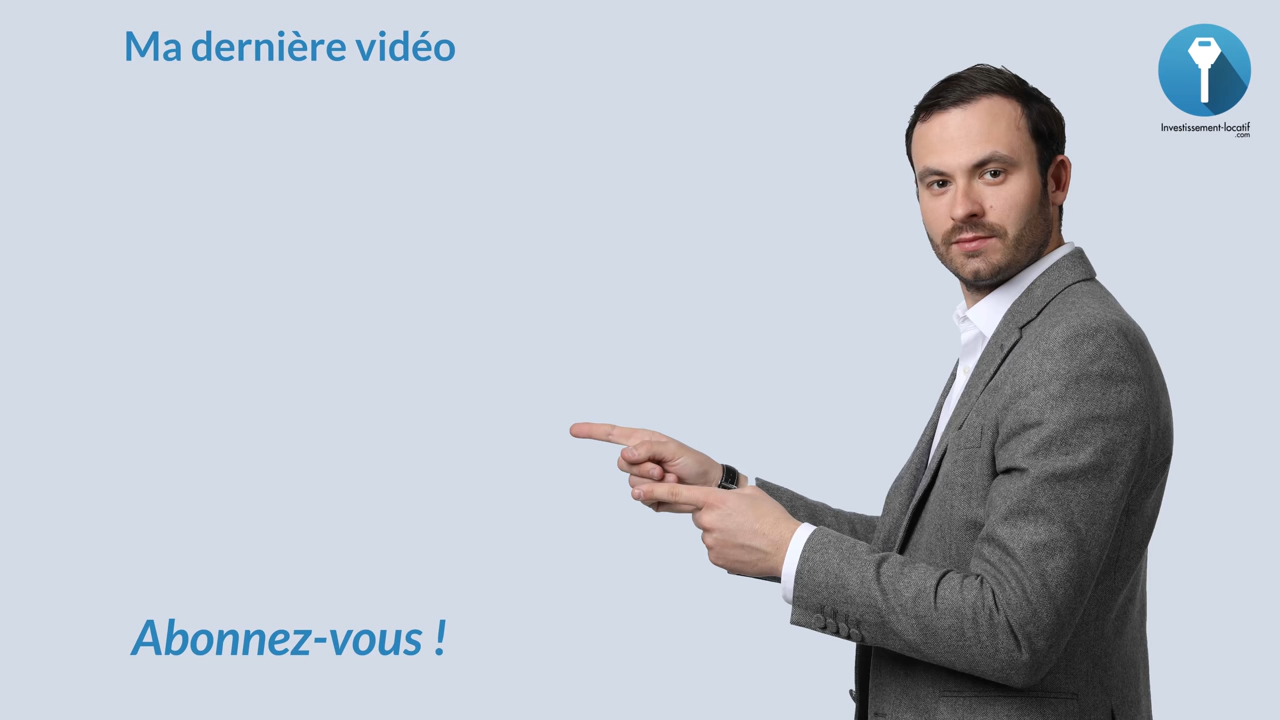 Ma dernière vidéo
Investissement-locatif
.com
Abonnez-vous !